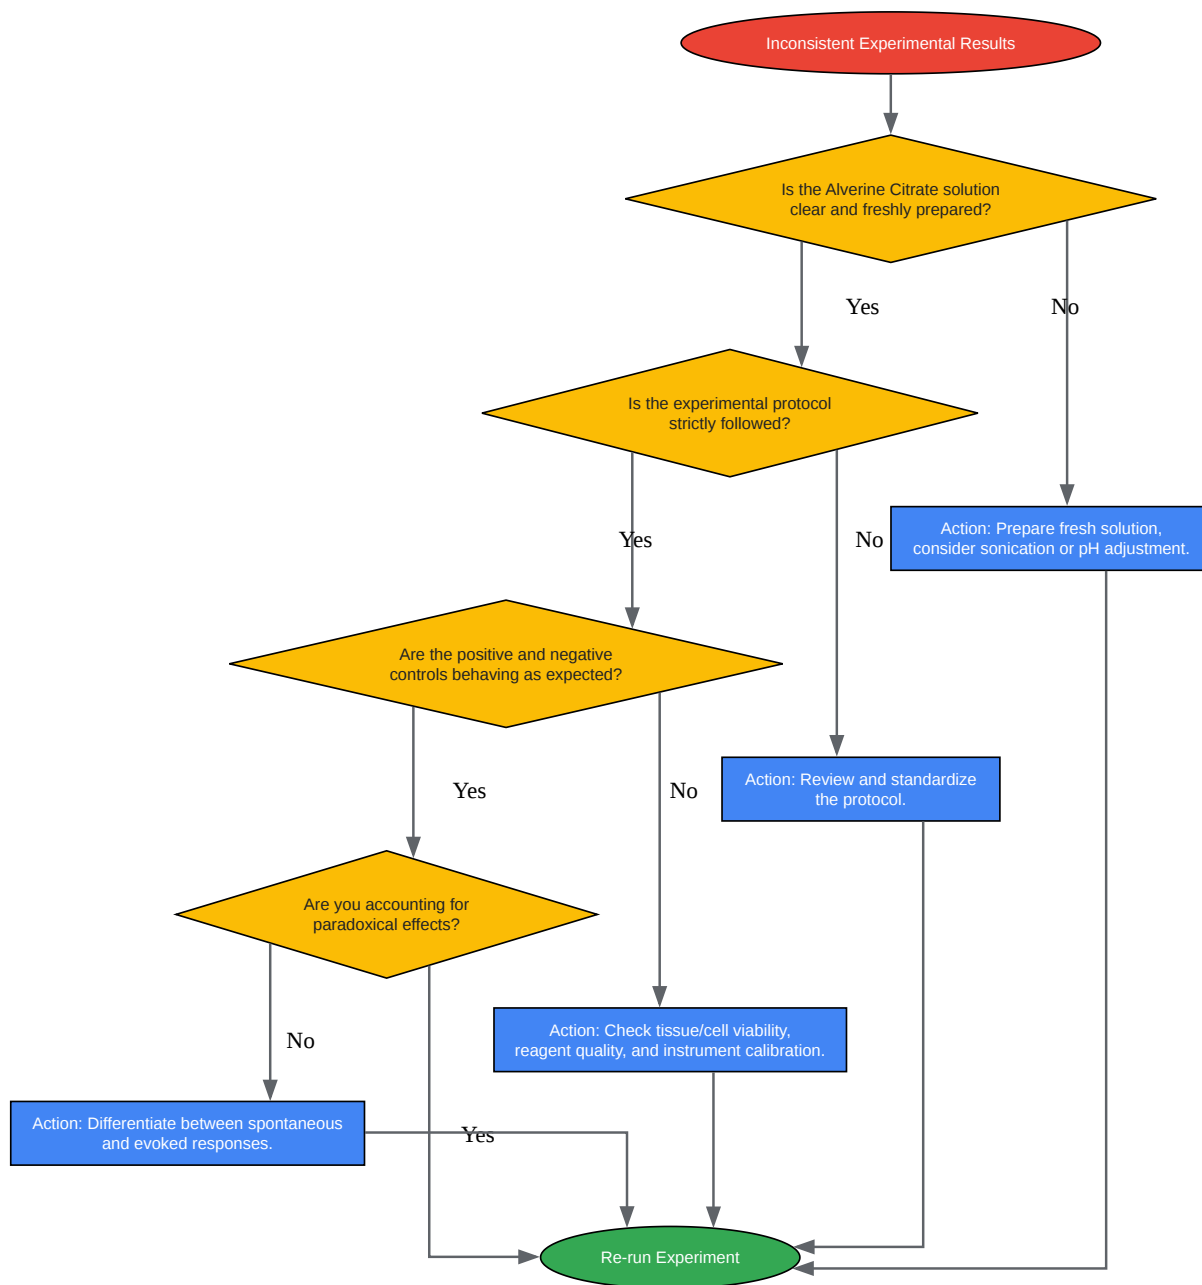 Inconsistent Experimental Results
Is the Alverine Citrate solution
clear and freshly prepared?
Yes
No
Is the experimental protocol
strictly followed?
Action: Prepare fresh solution,
consider sonication or pH adjustment.
Yes
No
Are the positive and negative
controls behaving as expected?
Action: Review and standardize
the protocol.
Yes
No
Are you accounting for
paradoxical effects?
Action: Check tissue/cell viability,
reagent quality, and instrument calibration.
No
Action: Differentiate between spontaneous
and evoked responses.
Yes
Re-run Experiment